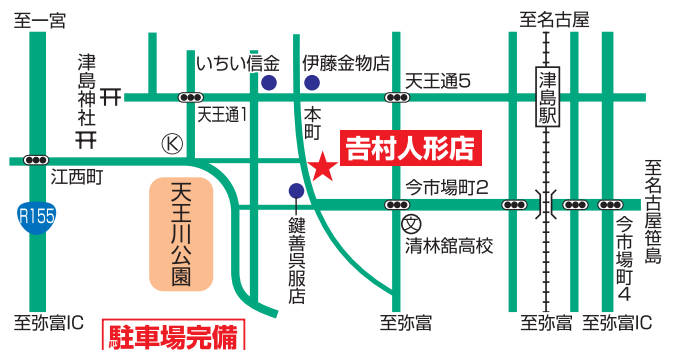 至一宮
至名古屋
いちい信金
伊藤金物店
津島神社
天王通1
天王通5
津島駅
本町
Ⓚ
吉村人形店
江西町
R155
天王川公園
今市場町2
至名古屋笹島
鍵善呉服店
文
清林舘高校
今市場町4
至弥富IC
至弥富
至弥富
至弥富IC
駐車場完備